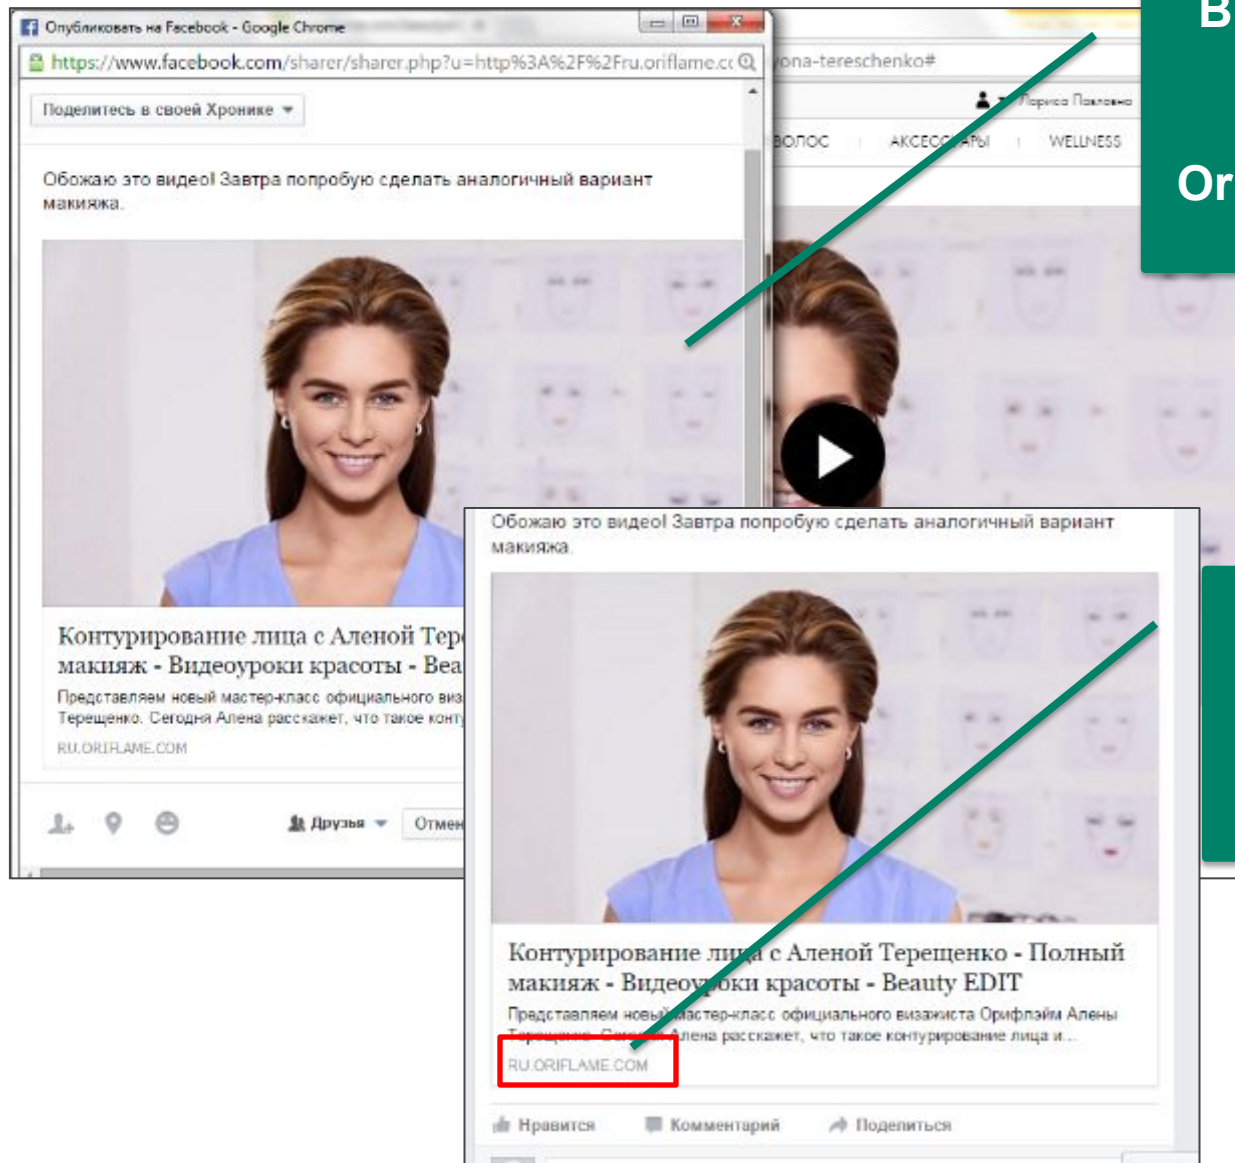 Опубликовать на Facebook - Google Chrome
https://www.facebook.com/sharer/sharer.php?u=http%3A%2F%2Fru.oriflame.cc
Поделитесь в своей Хронике
Обожаю это видео! Завтра попробую сделать аналогичный вариант
макияжа.
Контурирование лица с Аленой Тер
макияж - Видеоуроки красоты - Bea
Представляем новый мастер-класс официального виз
Терещенко. Сегодня Алена расскажет, что такое конту
RU.ORIFLAME.COM
Друзья
Отмен
yona-tereschenko#
Лариса Павловна
ВОЛОС
АКСЕССУАРЫ
WELLNESS
В
Or
Обожаю это видео! Завтра попробую сделать аналогичный вариант
макияжа.
Контурирование лица с Аленой Терещенко - Полный
макияж - Видеоуроки красоты - Beauty EDIT
Представляем новый мастер-класс официального визажиста Орифлэйм Алены
Терещенко. Сегодня Алена расскажет, что такое контурирование лица и...
RU.ORIFLAME.COM
Нравится
Комментарий
Поделиться